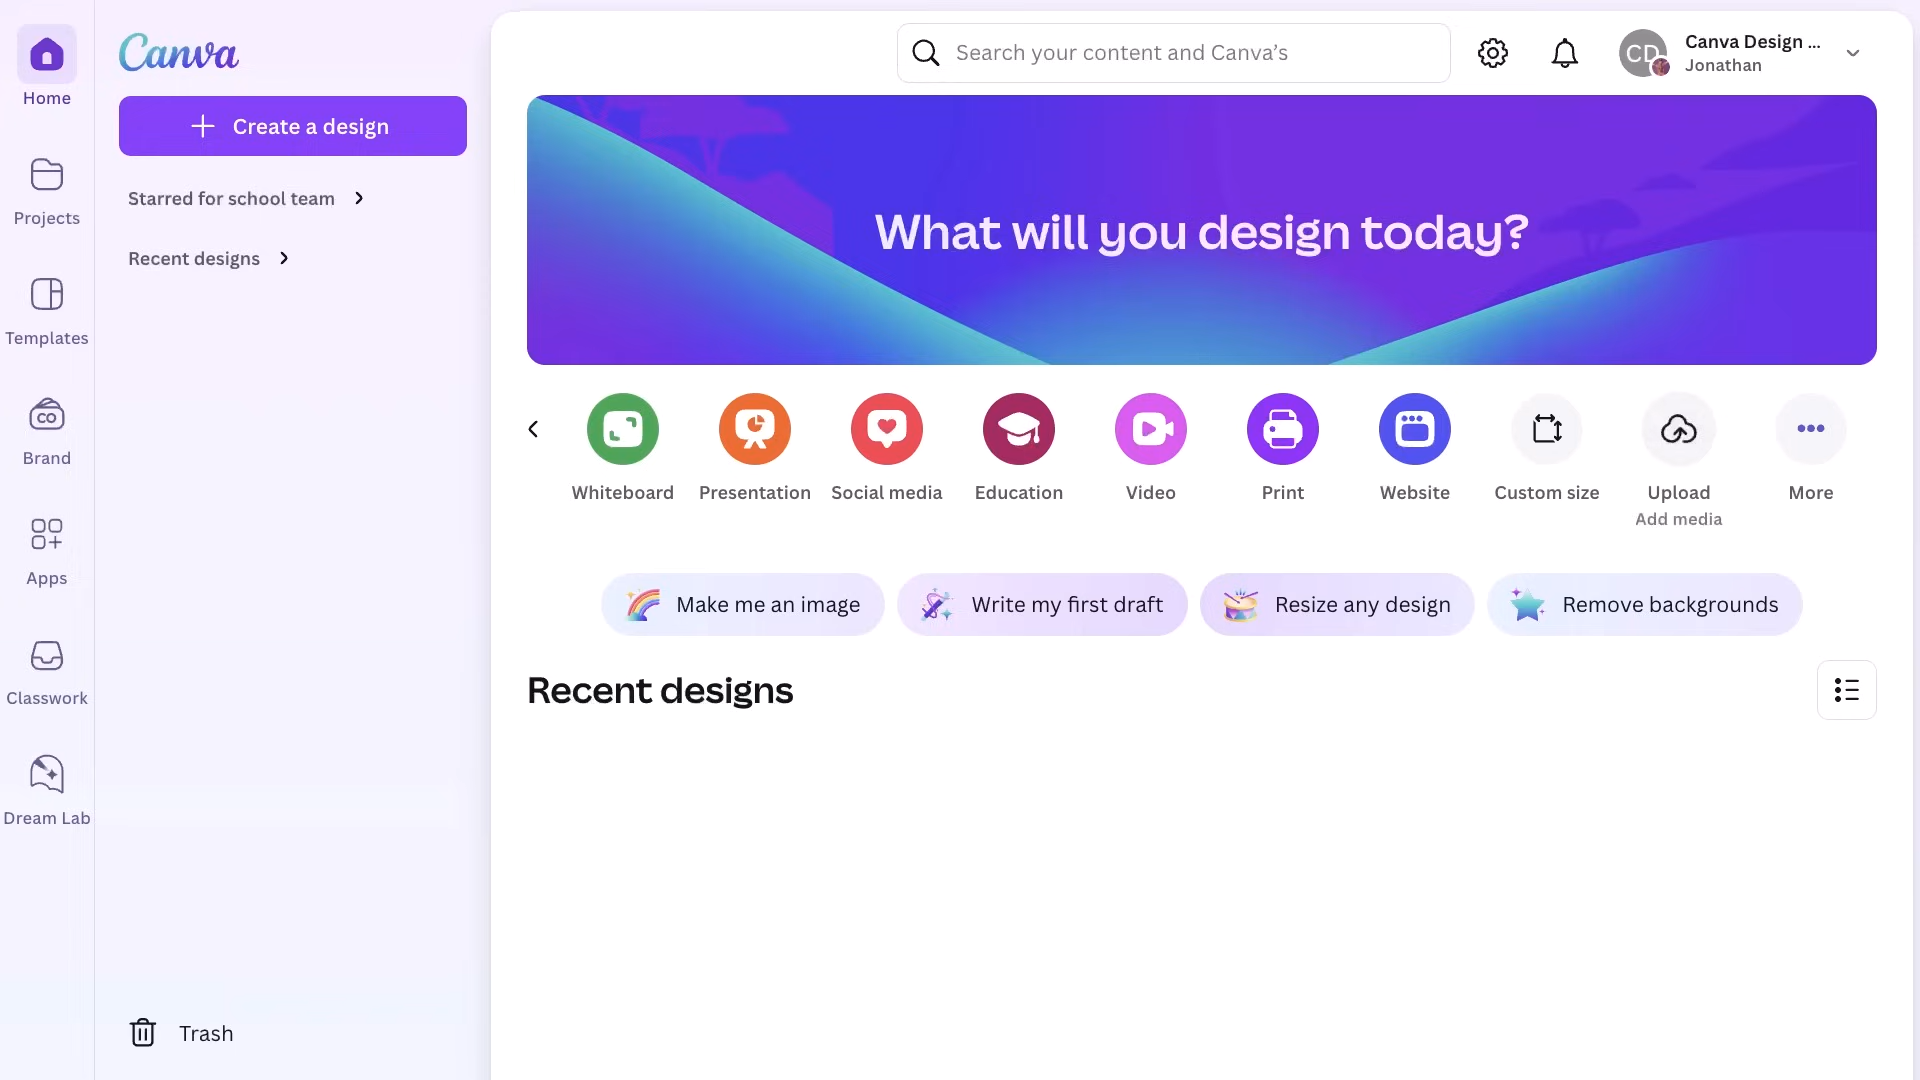 Home
Projects
Templates
CO
Brand
Apps
Classwork
Dream Lab
Canva
Create a design
Starred for school team
Recent designs
Trash
Search your content and Canva’s
CD
Canva Design ...
Jonathan
What will you design today?
Whiteboard
Presentation
Social media
Education
Video
Print
Website
Custom size
Upload
Add media
More
Make me an image
Write my first draft
Resize any design
Remove backgrounds
Recent designs